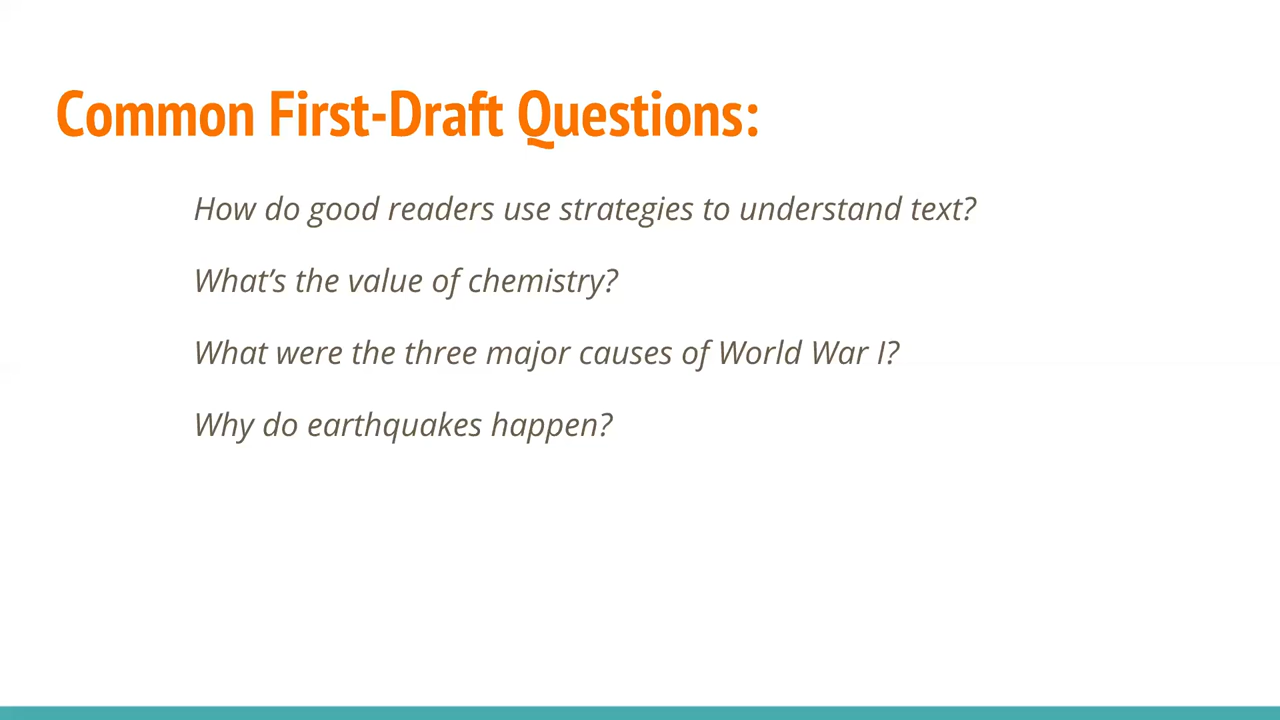 Common First-Draft Questions:
How do good readers use strategies to understand text?
What’s the value of chemistry?
What were the three major causes of World War I?
Why do earthquakes happen?